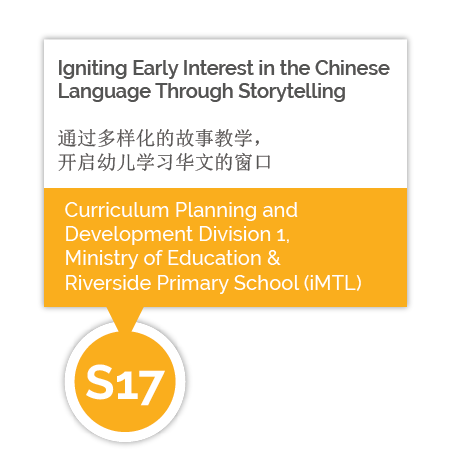 Igniting Early Interest in the Chinese
Language Through Storytelling
通过多样化的故事教学，
开启幼儿学习华文的窗口
Curriculum Planning and
Development Division 1,
Ministry of Education &
Riverside Primary School (iMTL)
S17